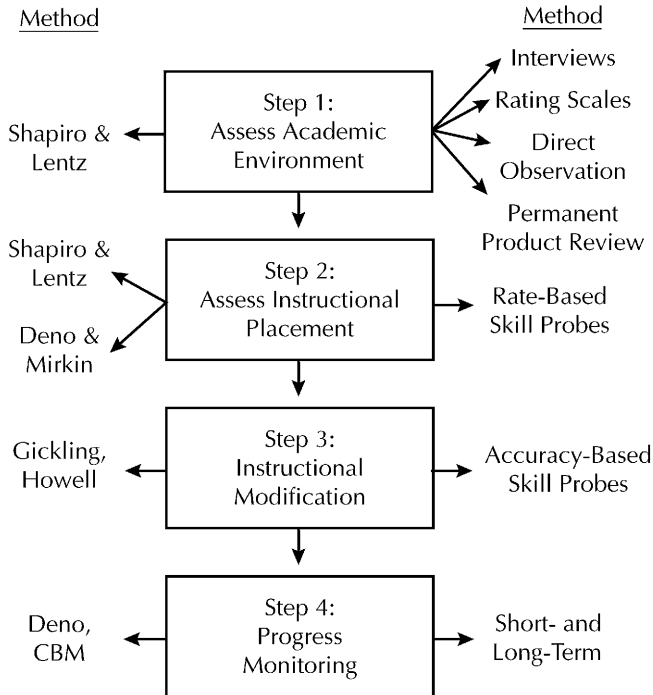 Method
Method
Step 1:
Assess Academic
Environment
Shapiro &
Lentz
Interviews
Rating Scales
Direct
Observation
Permanent
Product Review
Shapiro &
Lentz
Deno &
Mirkin
Step 2:
Assess Instructional
Placement
Rate-Based
Skill Probes
Gickling,
Howell
Step 3:
Instructional
Modification
Accuracy-Based
Skill Probes
Deno,
CBM
Step 4:
Progress
Monitoring
Short- and
Long-Term